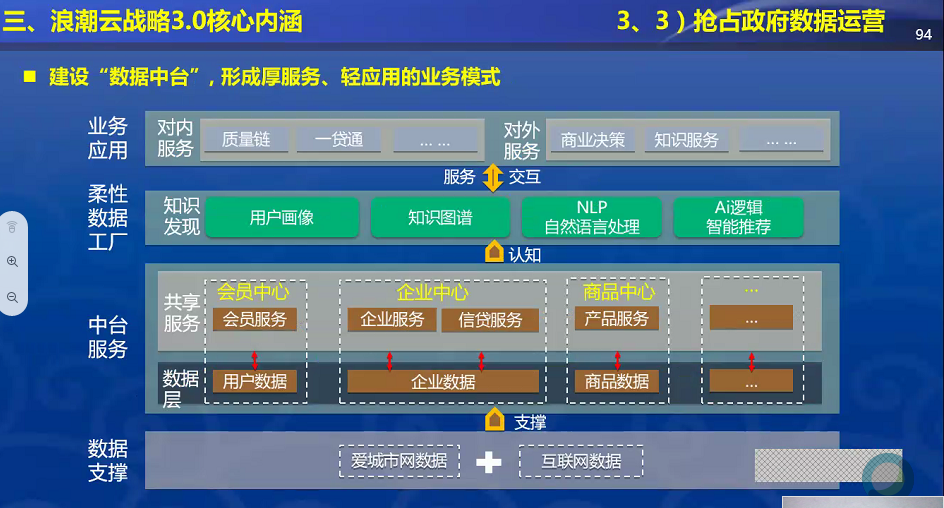 三、浪潮云战略3.0核心内涵
3、3）抢占政府数据运营
94
■ 建设“数据中台”，形成厚服务、轻应用的业务模式
业务
应用
对内
服务
质量链
一贷通
... ...
对外
服务
商业决策
知识服务
... ...
服务
交互
柔性
数据
工厂
知识
发现
用户画像
知识图谱
NLP
自然语言处理
Ai逻辑
智能推荐
认知
中台
服务
共享
服务
会员中心
会员服务
企业中心
企业服务
信贷服务
商品中心
产品服务
...
...
数据
层
用户数据
企业数据
商品数据
...
支撑
数据
支撑
爱城市网数据
互联网数据